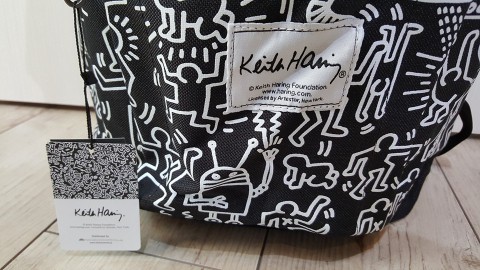 Keith Haring ®
© Keith Haring Foundation
www.haring.com
Licensed by Artestar, New York
Keith Haring